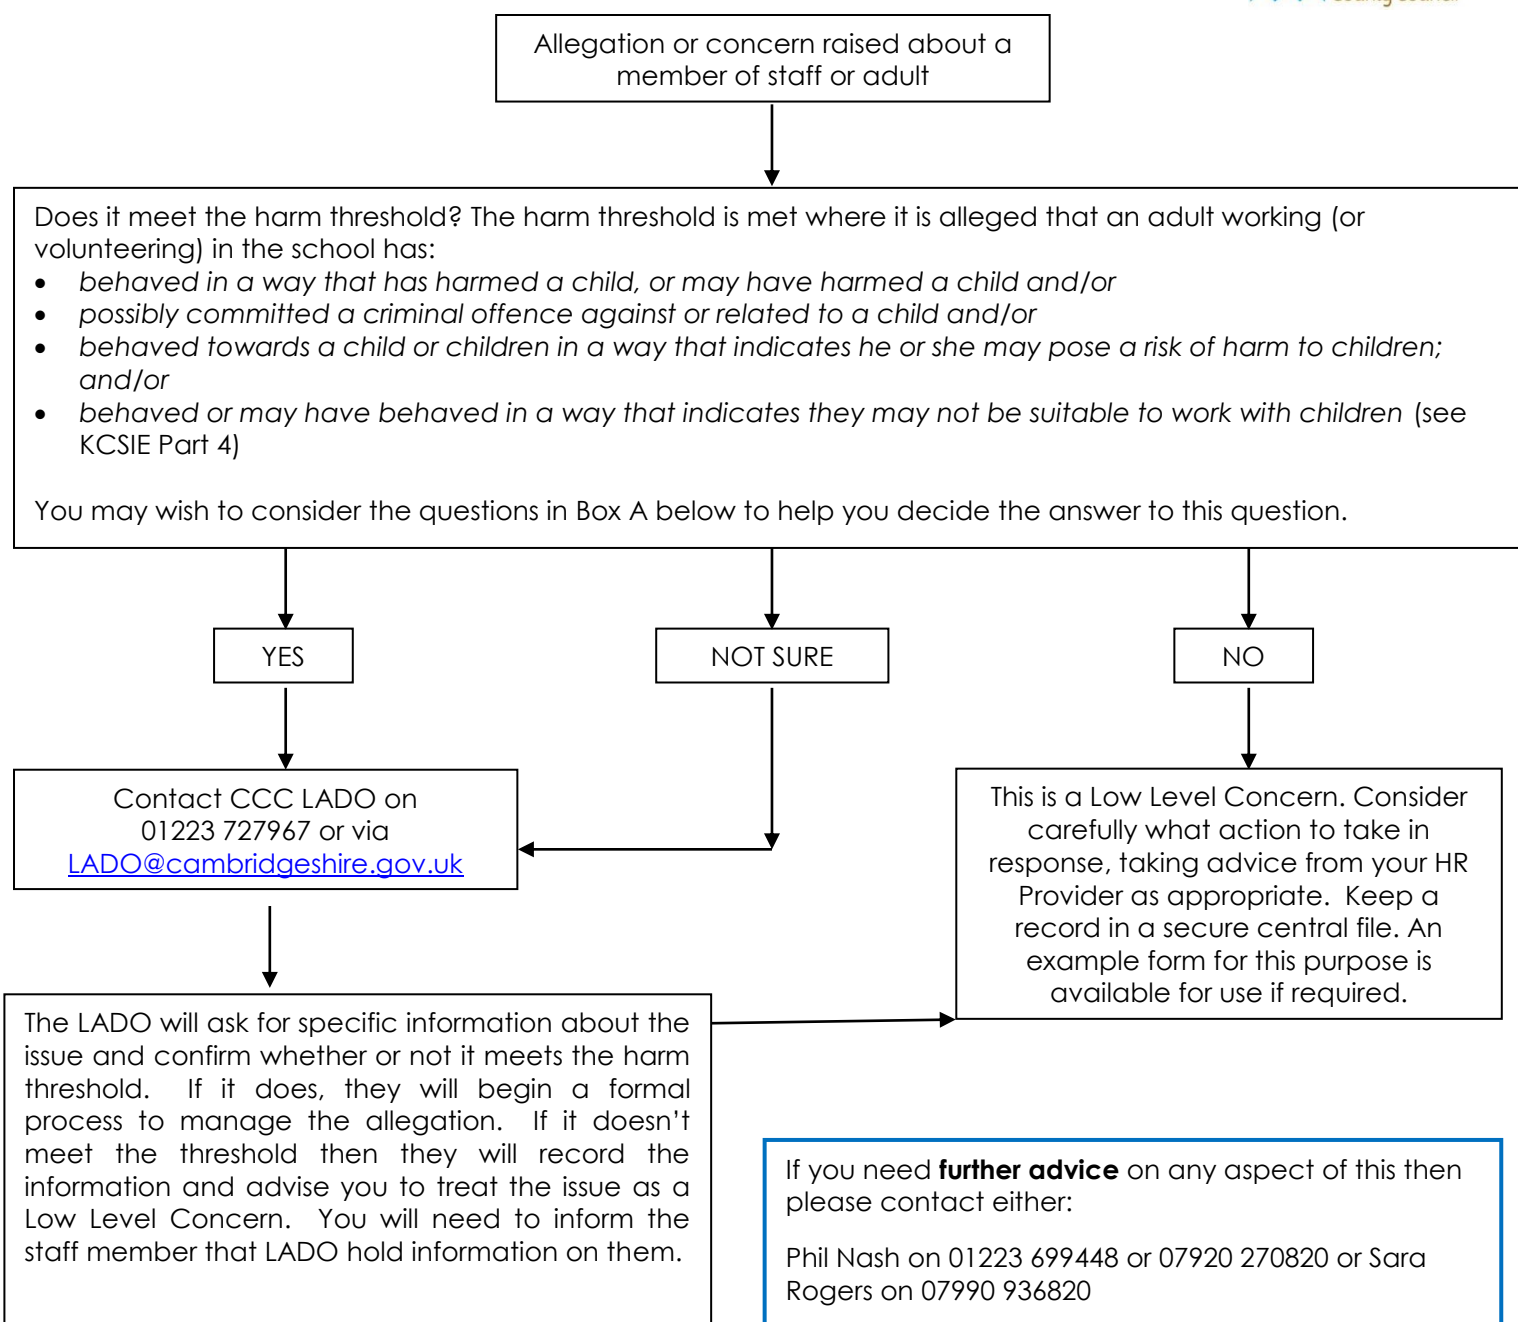 County Council
Allegation or concern raised about a
member of staff or adult
Does it meet the harm threshold? The harm threshold is met where it is alleged that an adult working (or
volunteering) in the school has:
• behaved in a way that has harmed a child, or may have harmed a child and/or
• possibly committed a criminal offence against or related to a child and/or
• behaved towards a child or children in a way that indicates he or she may pose a risk of harm to children;
and/or
• behaved or may have behaved in a way that indicates they may not be suitable to work with children (see
KCSIE Part 4)
You may wish to consider the questions in Box A below to help you decide the answer to this question.
YES
NOT SURE
NO
Contact CCC LADO on
01223 727967 or via
LADO@cambridgeshire.gov.uk
This is a Low Level Concern. Consider
carefully what action to take in
response, taking advice from your HR
Provider as appropriate. Keep a
record in a secure central file. An
example form for this purpose is
available for use if required.
The LADO will ask for specific information about the
issue and confirm whether or not it meets the harm
threshold. If it does, they will begin a formal
process to manage the allegation. If it doesn't
meet the threshold then they will record the
information and advise you to treat the issue as a
Low Level Concern. You will need to inform the
staff member that LADO hold information on them.
If you need further advice on any aspect of this then
please contact either:
Phil Nash on 01223 699448 or 07920 270820 or Sara
Rogers on 07990 936820